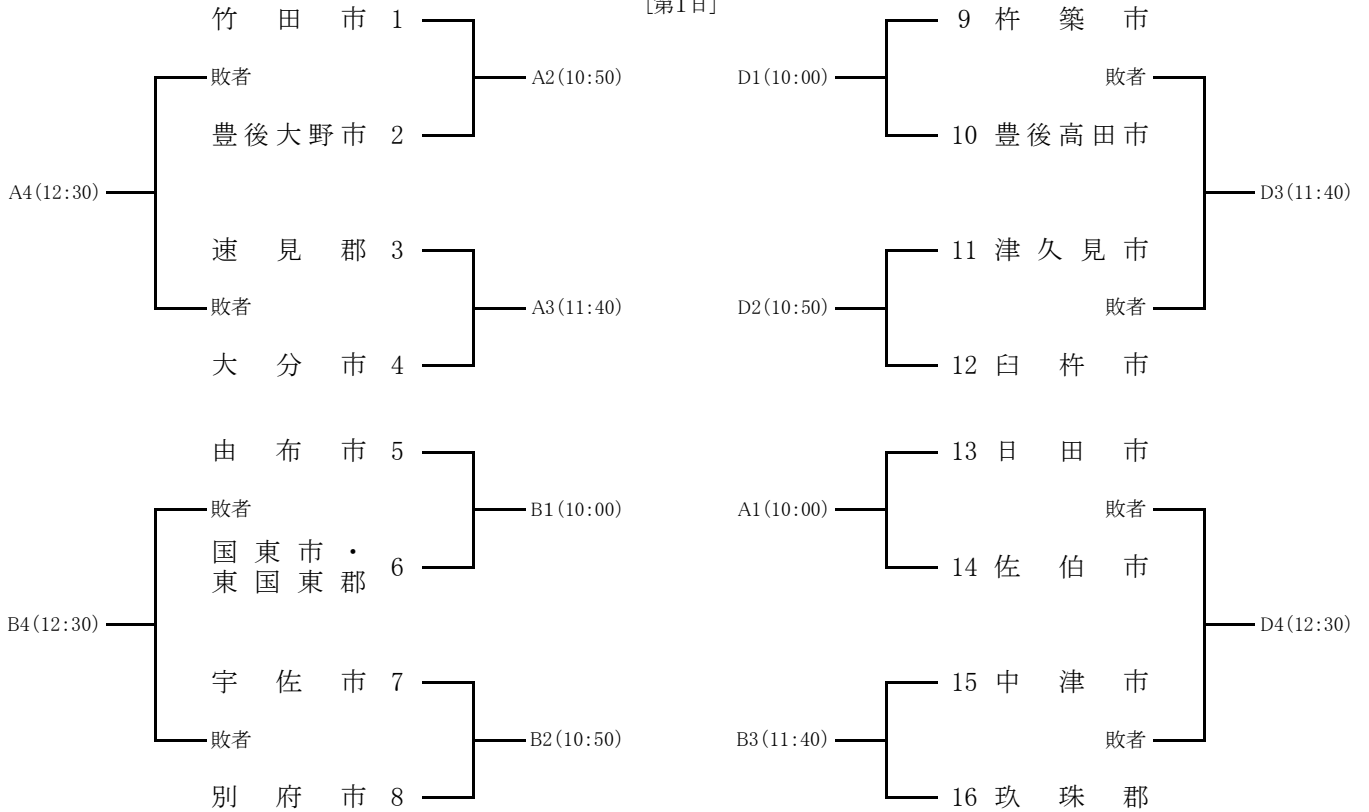 [第1日]
竹田市 1
敗者
A2(10:50)
豊後大野市 2
A4(12:30)
速見郡 3
敗者
A3(11:40)
大分市 4
由布市 5
敗者
B1(10:00)
国東市・
東国東郡 6
B4(12:30)
宇佐市 7
敗者
B2(10:50)
別府市 8
9 杵築市
D1(10:00)
敗者
10 豊後高田市
D3(11:40)
11 津久見市
D2(10:50)
敗者
12 臼杵市
13 日田市
A1(10:00)
敗者
14 佐伯市
D4(12:30)
15 中津市
B3(11:40)
敗者
16 玖珠郡